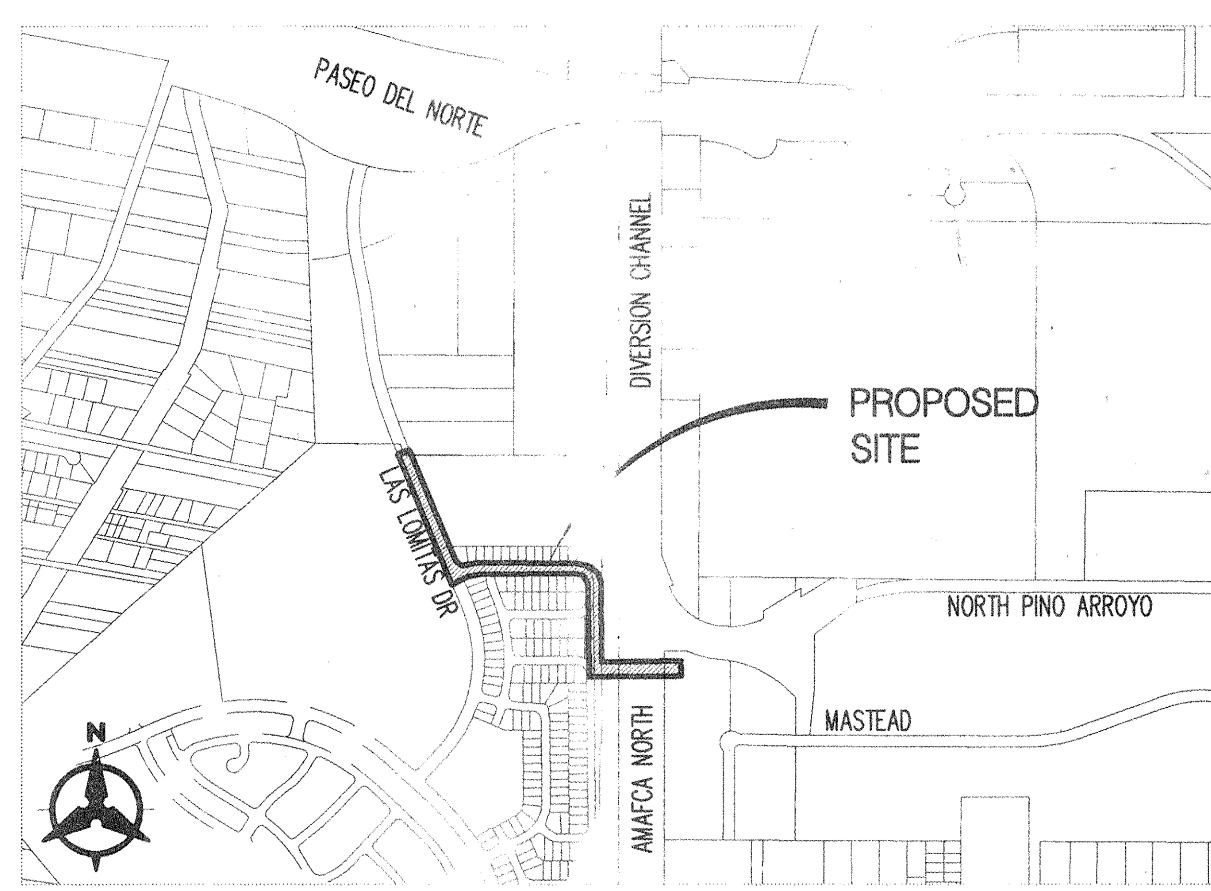 PASEO DEL NORTE
DIVERSION CHANNEL
PROPOSED
SITE
LAS LOMITAS DR
NORTH PINO ARROYO
MASTEAD
N
AMAFCA NORTH